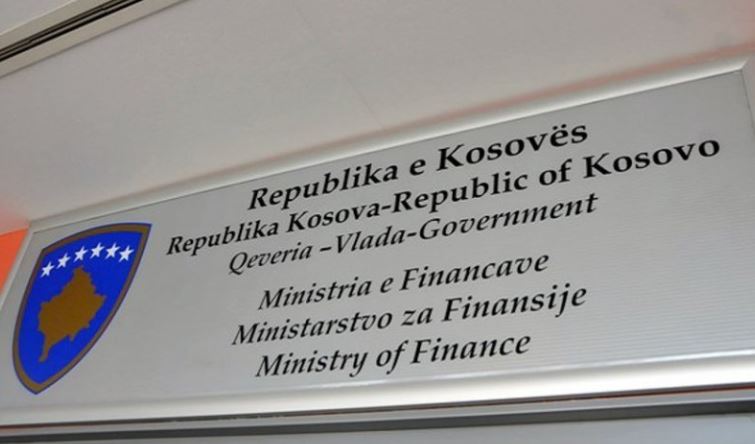 Republika e Kosovës
Republika Kosova-Republic of Kosovo
Qeveria –Vlada-Government
Ministria e Financave
Ministarstvo za Finansije
Ministry of Finance